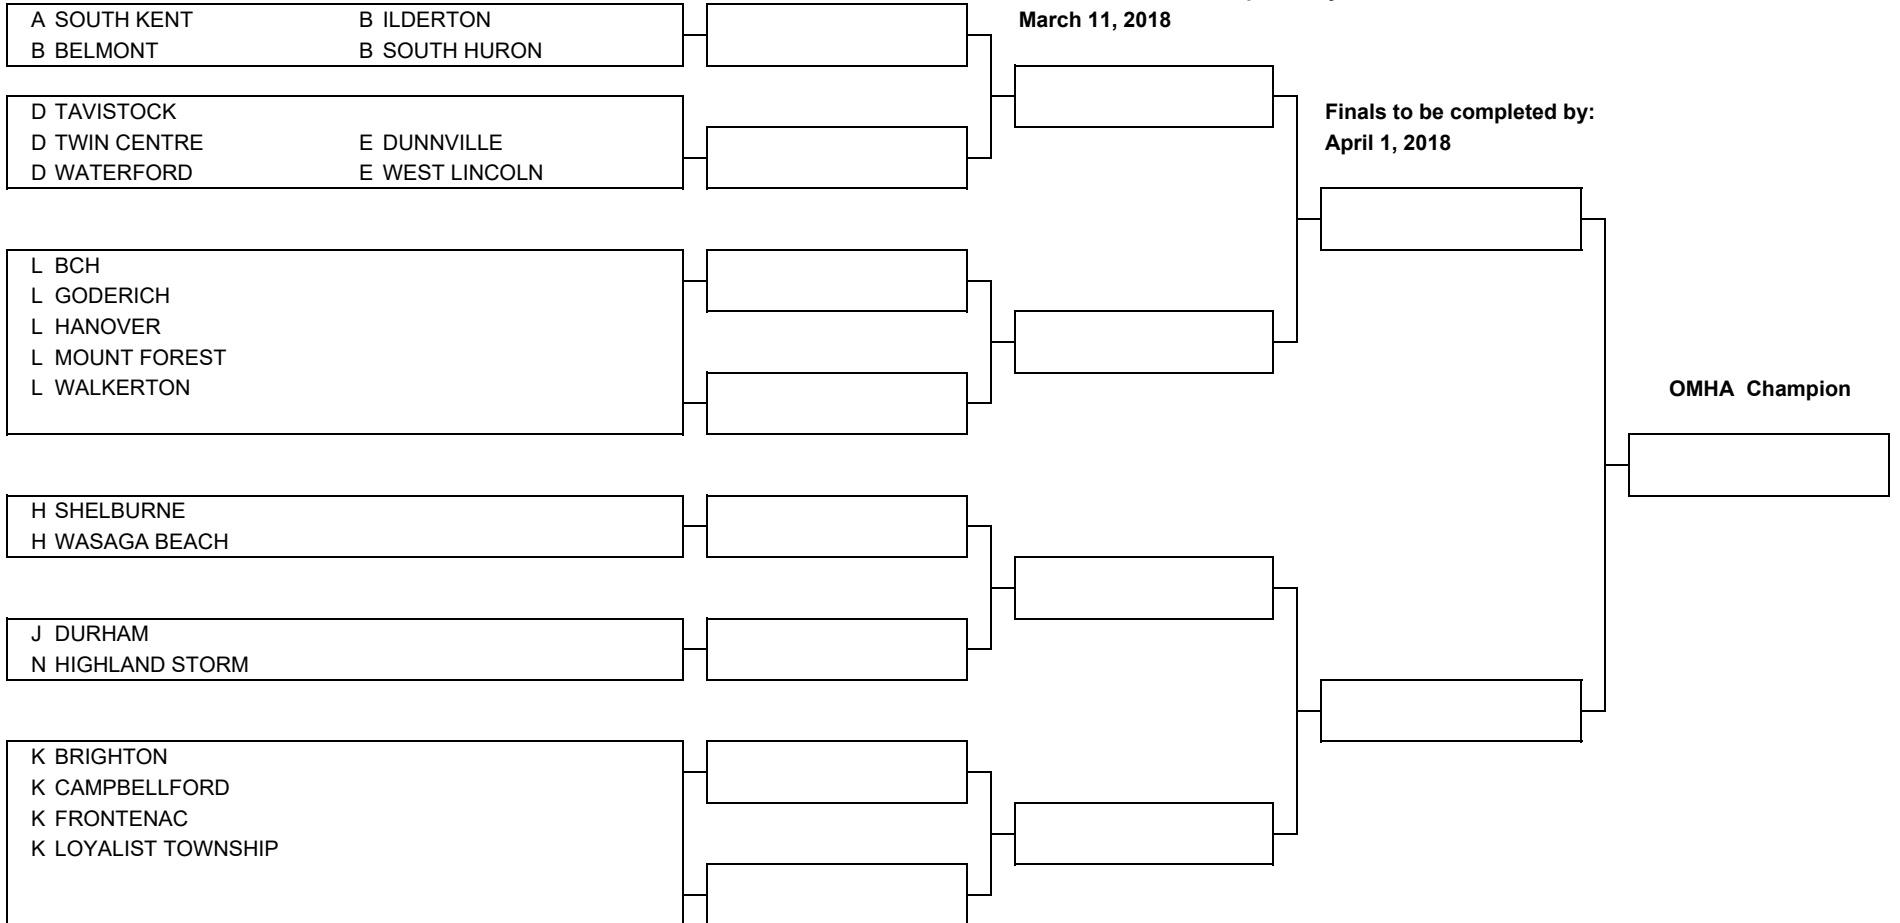 A SOUTH KENT B ILDERTON
B BELMONT B SOUTH HURON
March 11, 2018
D TAVISTOCK
D TWIN CENTRE E DUNNVILLE
D WATERFORD E WEST LINCOLN
Finals to be completed by:
April 1, 2018
L BCH
L GODERICH
L HANOVER
L MOUNT FOREST
L WALKERTON
OMHA Champion
H SHELBURNE
H WASAGA BEACH
J DURHAM
N HIGHLAND STORM
K BRIGHTON
K CAMPBELLFORD
K FRONTENAC
K LOYALIST TOWNSHIP